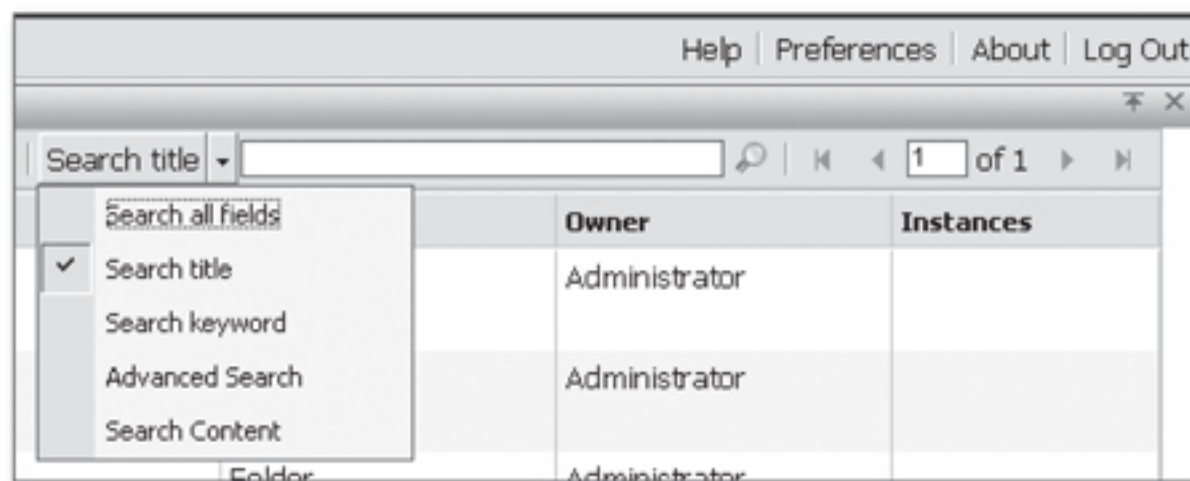 Help | Preferences | About | Log Out
Search title 1 of 1
Search all fields
Owner Instances
Search title
Administrator
Search keyword
Advanced Search
Administrator
Search Content
Folder Administrator